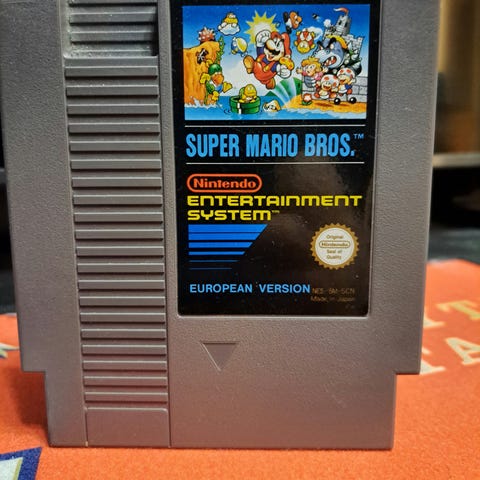 SUPER MARIO BROS.™
Nintendo
ENTERTAINMENT
SYSTEM™
Original
Nintendo
Seal of
Quality
EUROPEAN VERSION NES-SM-SCN
Made in Japan